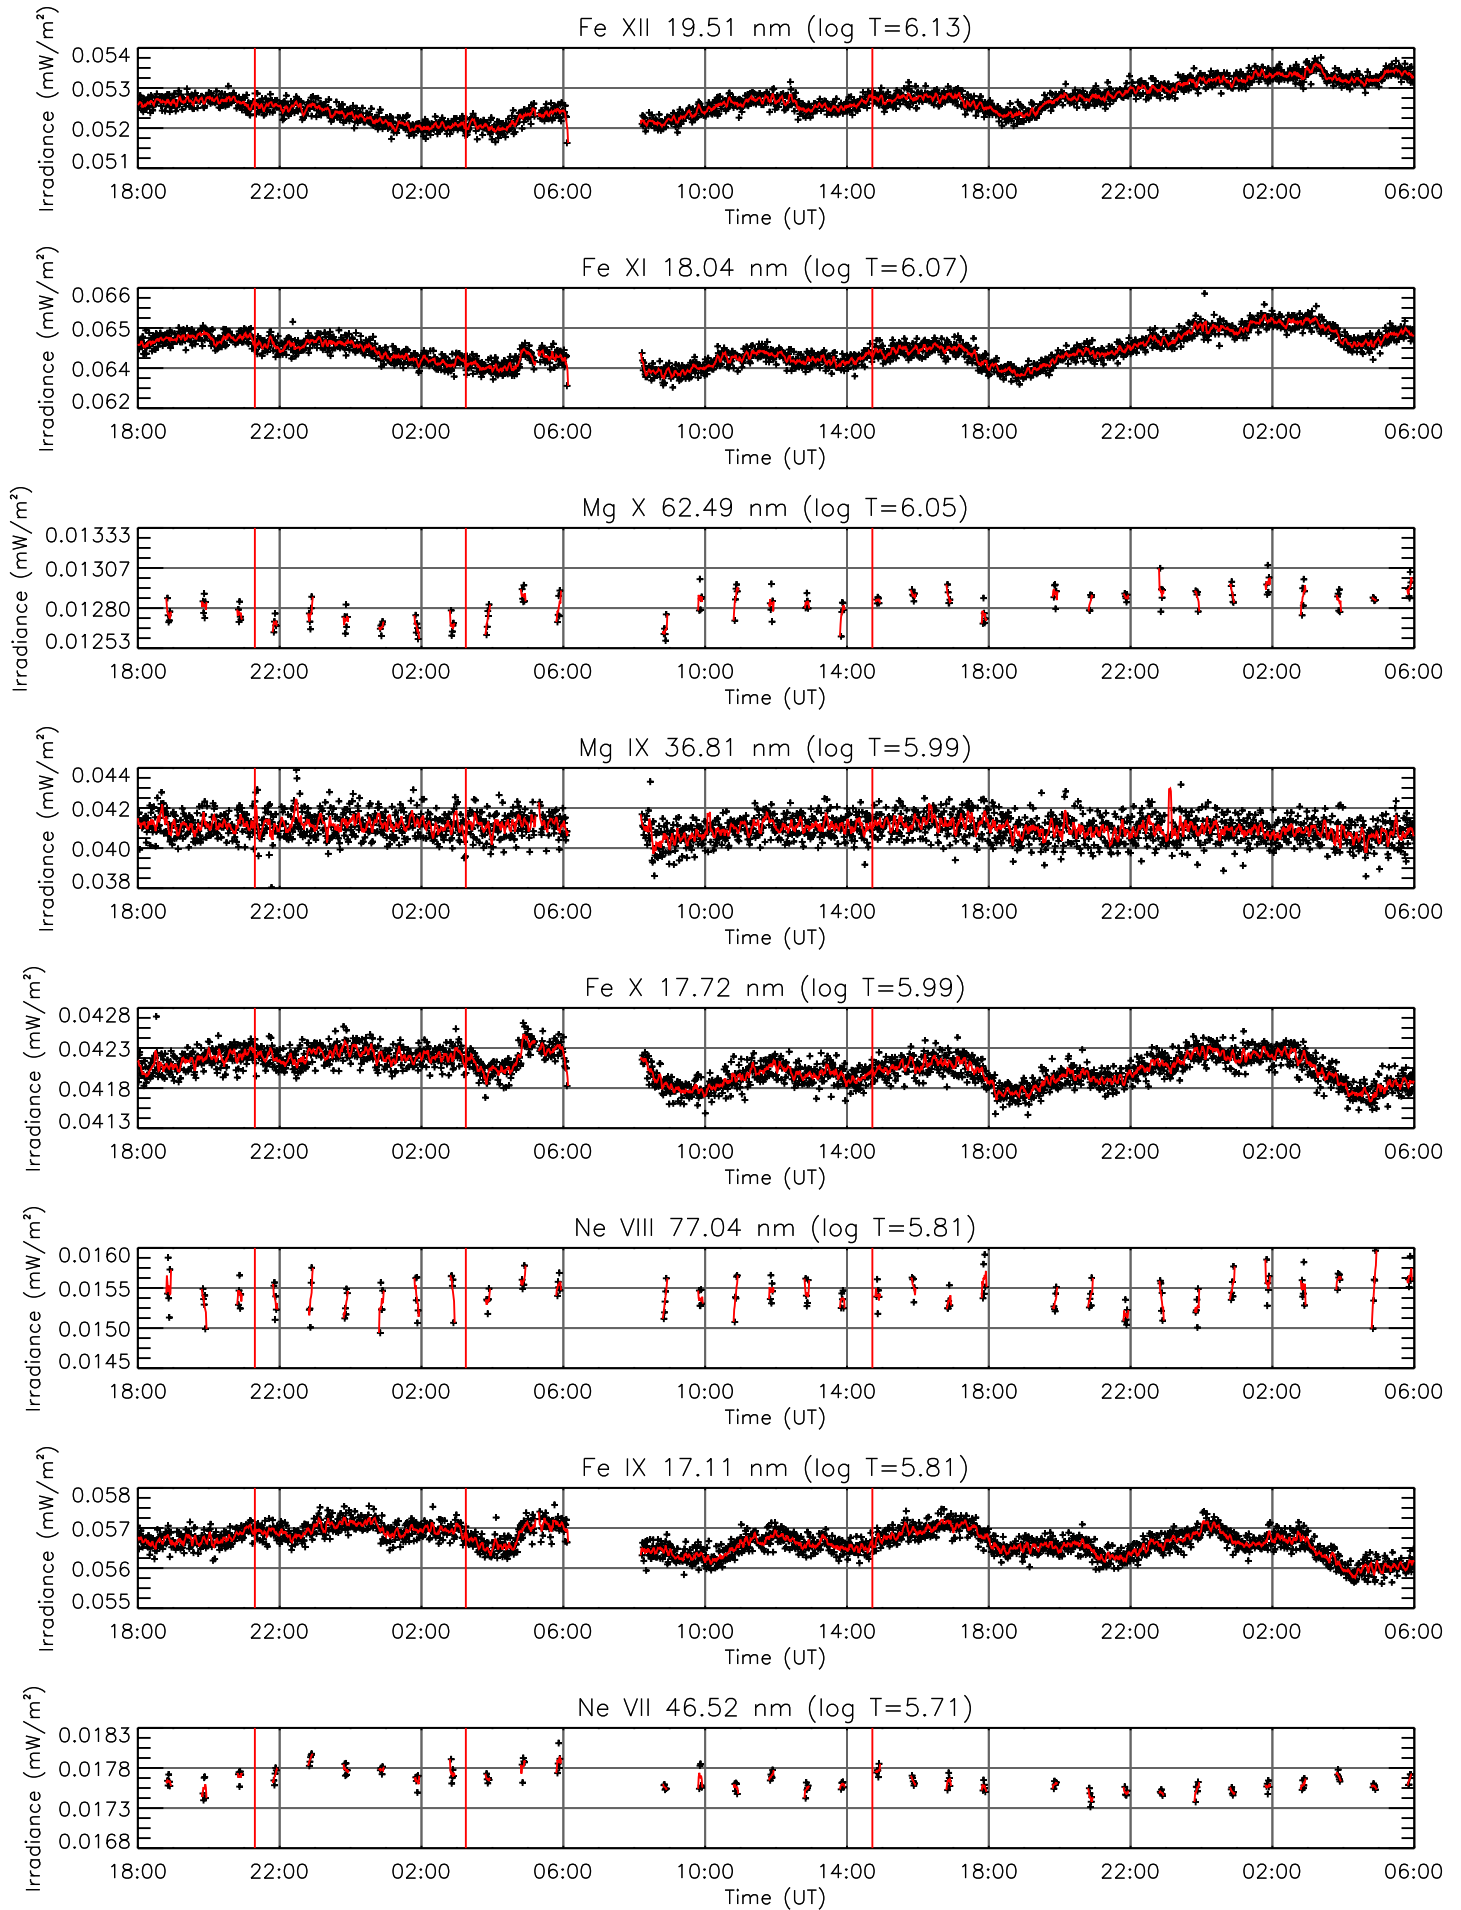 Fe XII 19.51 nm (log T=6.13)
Irradiance (mW/m²)
0.054
0.053
0.052
0.051
18:00 22:00 02:00 06:00 10:00 14:00 18:00 22:00 02:00 06:00
Time (UT)
Fe XI 18.04 nm (log T=6.07)
Irradiance (mW/m²)
0.066
0.065
0.064
0.062
18:00 22:00 02:00 06:00 10:00 14:00 18:00 22:00 02:00 06:00
Time (UT)
Mg X 62.49 nm (log T=6.05)
Irradiance (mW/m²)
0.01333
0.01307
0.01280
0.01253
18:00 22:00 02:00 06:00 10:00 14:00 18:00 22:00 02:00 06:00
Time (UT)
Mg IX 36.81 nm (log T=5.99)
Irradiance (mW/m²)
0.044
0.042
0.040
0.038
18:00 22:00 02:00 06:00 10:00 14:00 18:00 22:00 02:00 06:00
Time (UT)
Fe X 17.72 nm (log T=5.99)
Irradiance (mW/m²)
0.0428
0.0423
0.0418
0.0413
18:00 22:00 02:00 06:00 10:00 14:00 18:00 22:00 02:00 06:00
Time (UT)
Ne VIII 77.04 nm (log T=5.81)
Irradiance (mW/m²)
0.0160
0.0155
0.0150
0.0145
18:00 22:00 02:00 06:00 10:00 14:00 18:00 22:00 02:00 06:00
Time (UT)
Fe IX 17.11 nm (log T=5.81)
Irradiance (mW/m²)
0.058
0.057
0.056
0.055
18:00 22:00 02:00 06:00 10:00 14:00 18:00 22:00 02:00 06:00
Time (UT)
Ne VII 46.52 nm (log T=5.71)
Irradiance (mW/m²)
0.0183
0.0178
0.0173
0.0168
18:00 22:00 02:00 06:00 10:00 14:00 18:00 22:00 02:00 06:00
Time (UT)